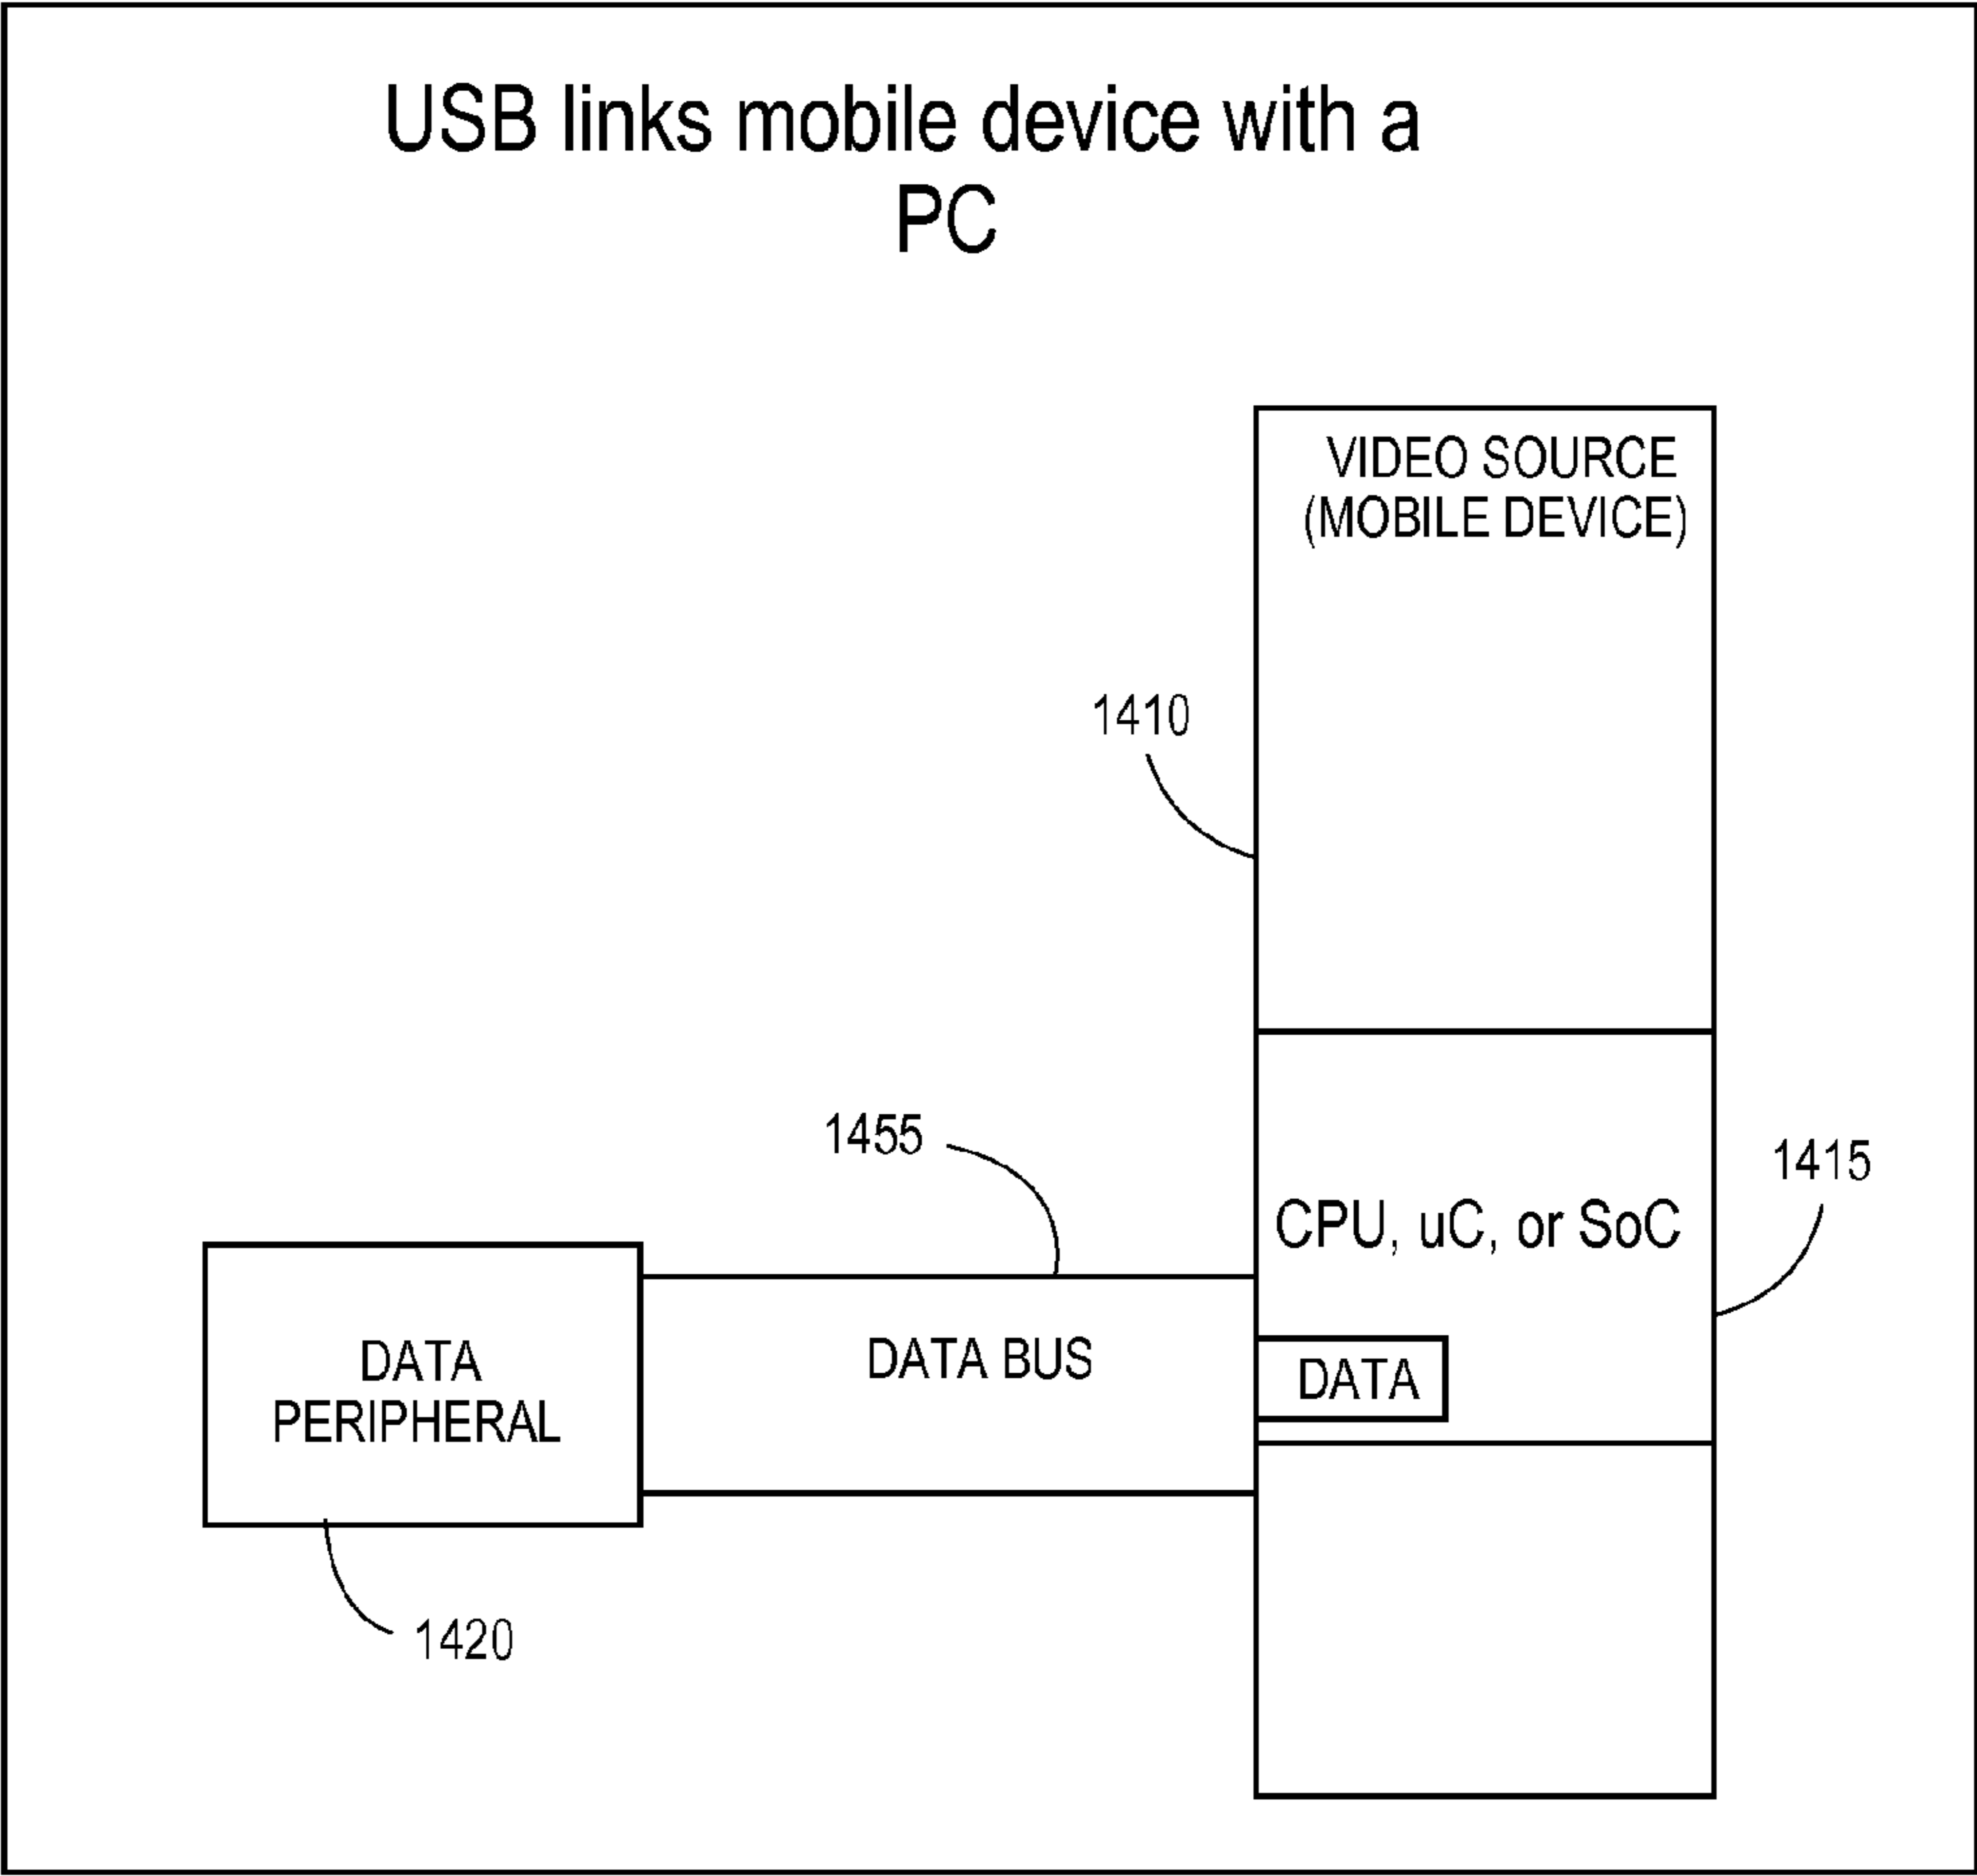 USB links mobile device with a
PC
VIDEO SOURCE
(MOBILE DEVICE)
1410
1455
1415
CPU, uC, or SoC
DATA
PERIPHERAL
DATA BUS
DATA
1420